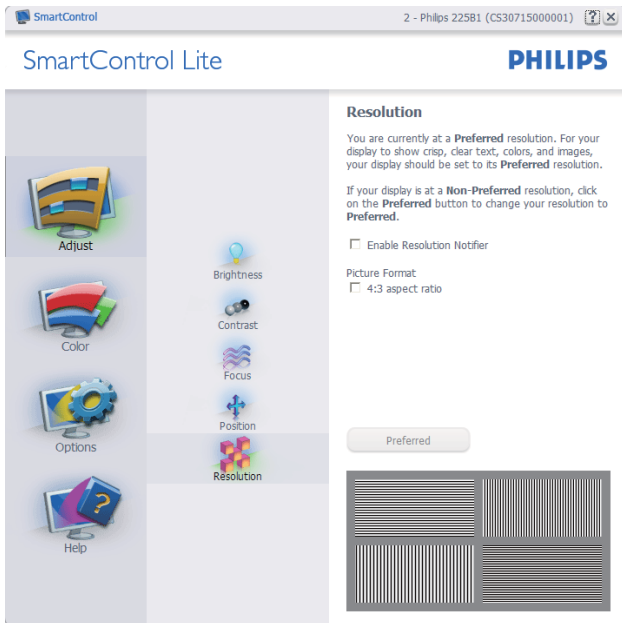 SmartControl
2 - Philips 225B1 (CS30715000001)
SmartControl Lite
PHILIPS
Adjust
Color
Options
Help
Brightness
Contrast
Focus
Position
Resolution
Resolution
You are currently at a Preferred resolution. For your
display to show crisp, clear text, colors, and images,
your display should be set to its Preferred resolution.
If your display is at a Non-Preferred resolution, click
on the Preferred button to change your resolution to
Preferred.
Enable Resolution Notifier
Picture Format
4:3 aspect ratio
Preferred